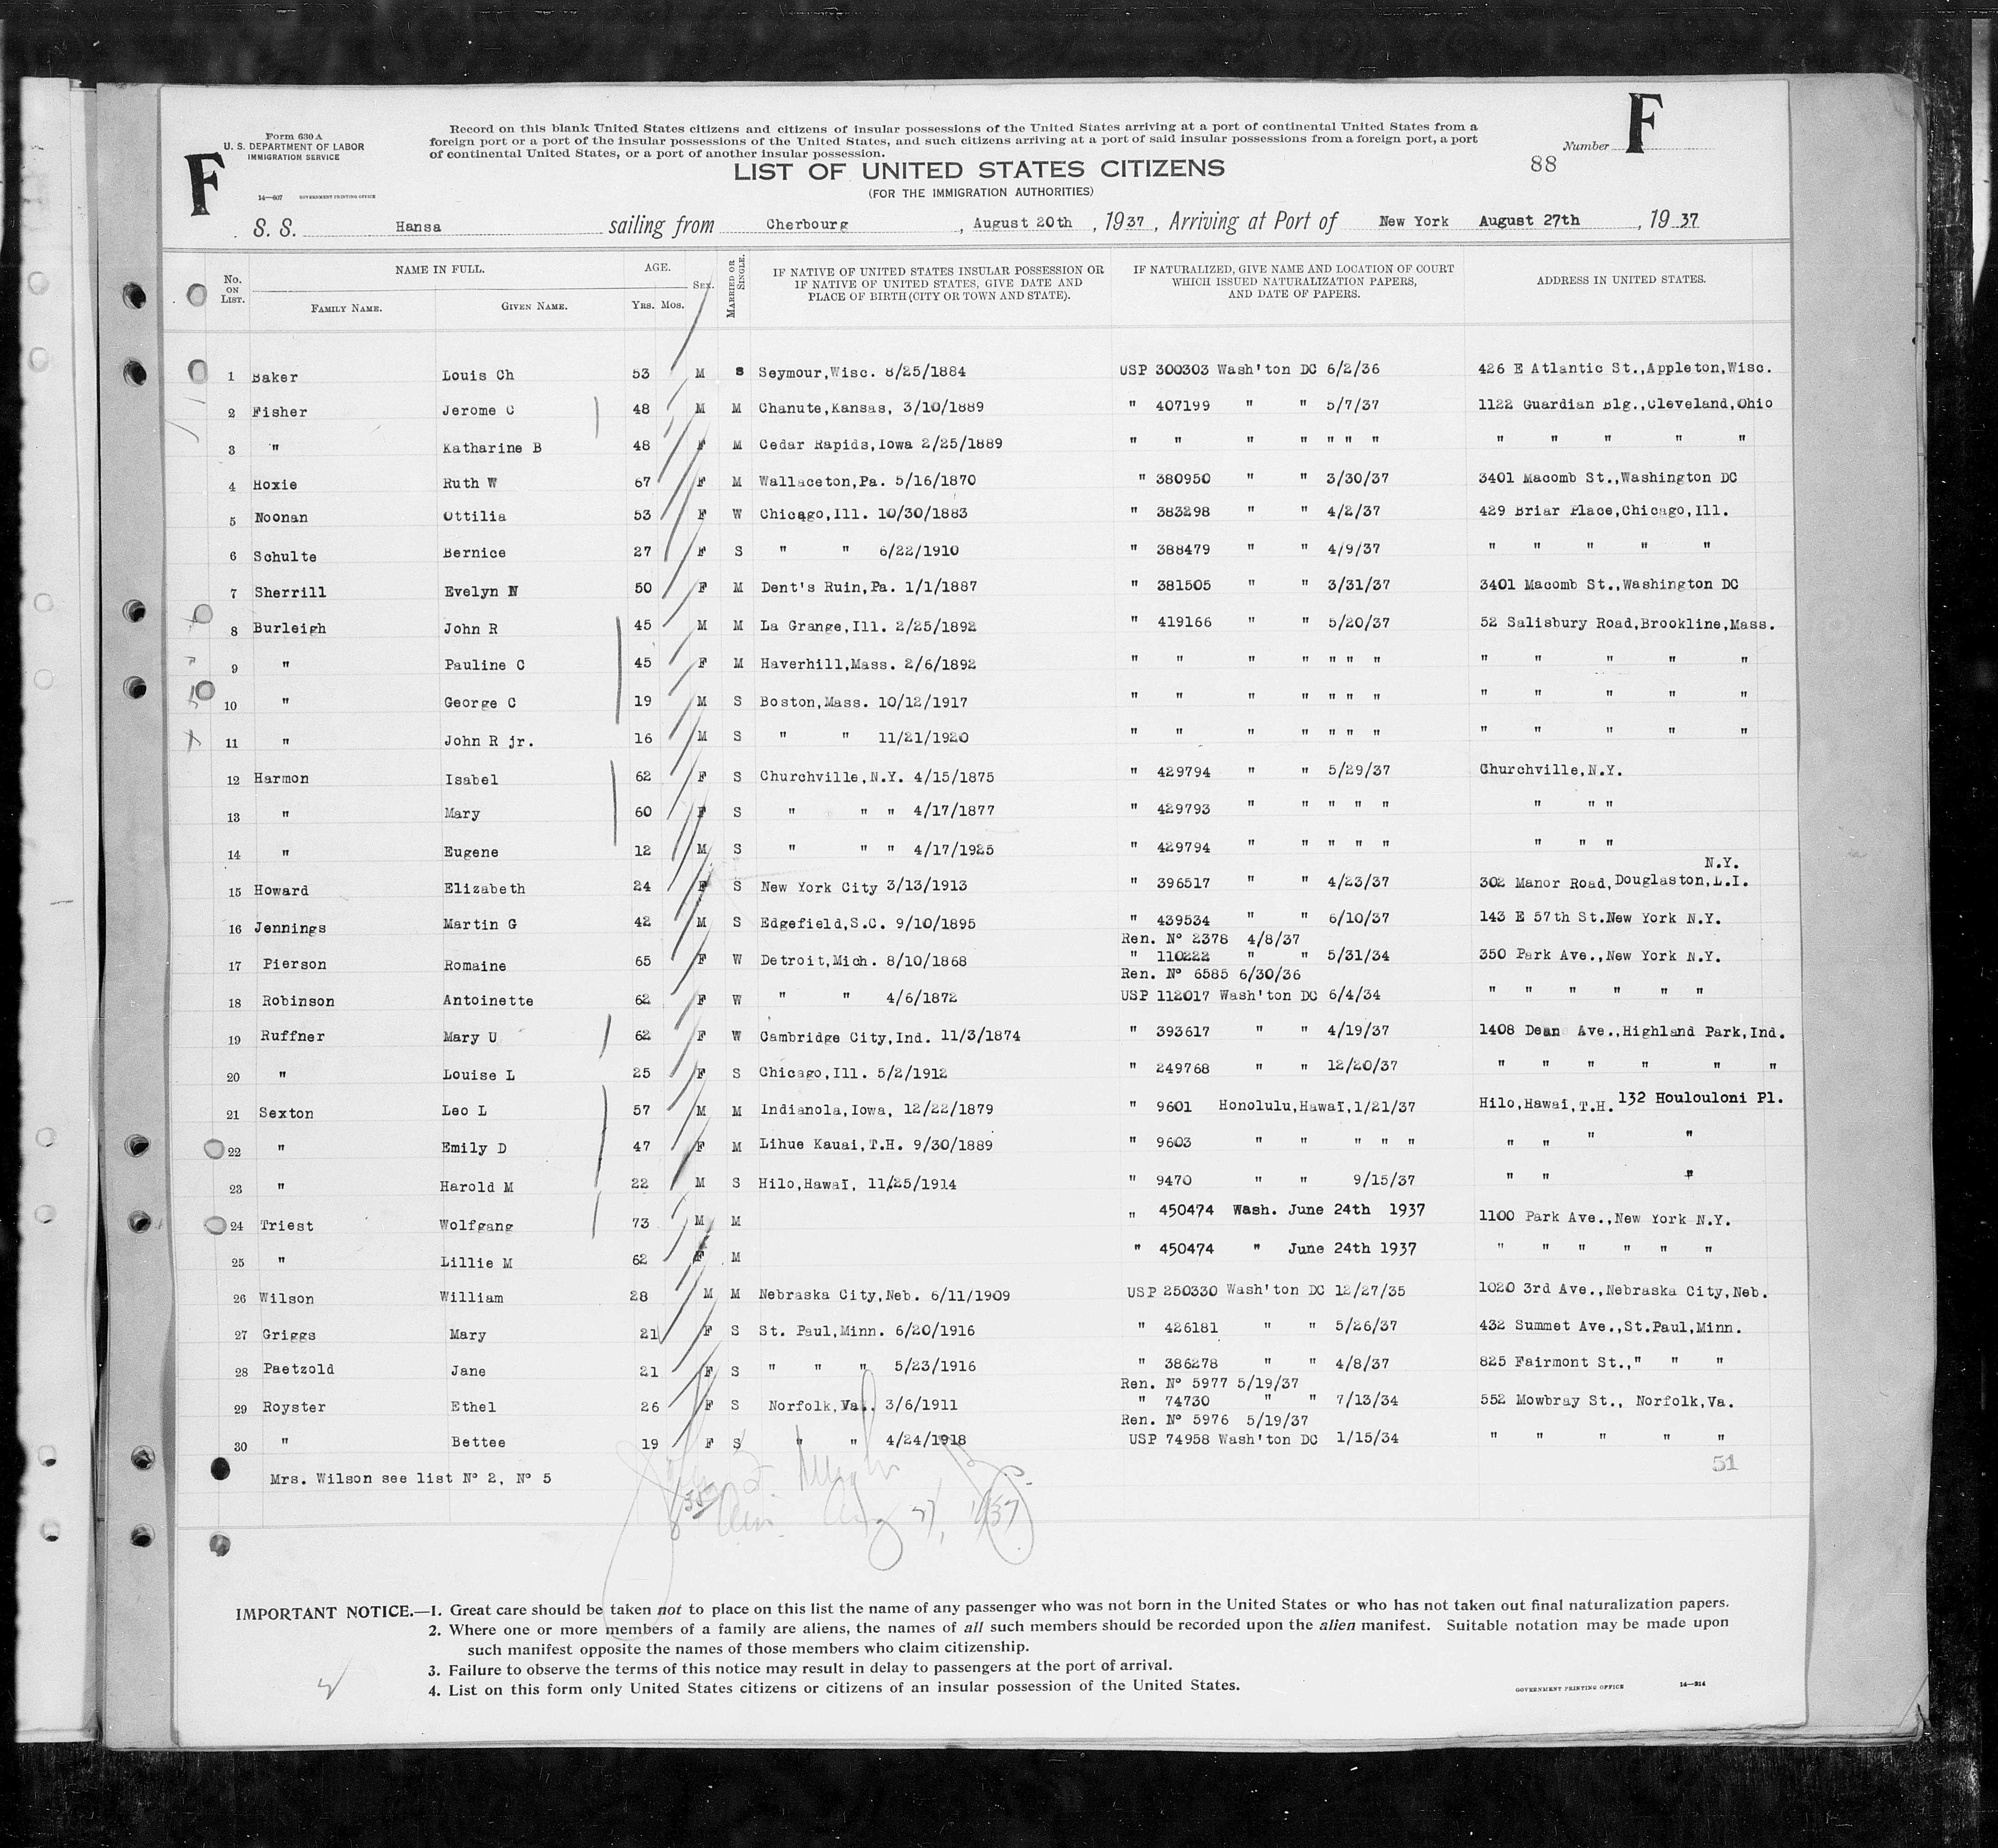 Form 630 A
U. S. DEPARTMENT OF LABOR
IMMIGRATION SERVICE
14—607 GOVERNMENT PRINTING OFFICE
F
Record on this blank United States citizens and citizens of insular possessions of the United States arriving at a port of continental United States from a
foreign port or a port of the insular possessions of the United States, and such citizens arriving at a port of said insular possessions from a foreign port, a port
of continental United States, or a port of another insular possession.
Number F
88
LIST OF UNITED STATES CITIZENS
(FOR THE IMMIGRATION AUTHORITIES)
S. S. Hansa sailing from Cherbourg, August 20th, 1937, Arriving at Port of New York August 27th, 1937
No. ON LIST. NAME IN FULL. AGE. SEX. MARRIED OR SINGLE. IF NATIVE OF UNITED STATES INSULAR POSSESSION OR IF NATIVE OF UNITED STATES, GIVE DATE AND PLACE OF BIRTH (CITY OR TOWN AND STATE). IF NATURALIZED, GIVE NAME AND LOCATION OF COURT WHICH ISSUED NATURALIZATION PAPERS, AND DATE OF PAPERS. ADDRESS IN UNITED STATES.
FAMILY NAME. GIVEN NAME. YRS. MOS.
1 Baker Louis Ch 53 M s Seymour,Wisc. 8/25/1884 USP 300303 Wash'ton DC 6/2/36 426 E Atlantic St.,Appleton,Wisc.
2 Fisher Jerome C 48 M M Chanute,Kansas, 3/10/1889 " 407199 " " 5/7/37 1122 Guardian Blg.,Cleveland,Ohio
3 " Katharine B 48 F M Cedar Rapids,Iowa 2/25/1889 " " " " " " " " " " " "
4 Hoxie Ruth W 67 F M Wallaceton,Pa. 5/16/1870 " 380950 " " 3/30/37 3401 Macomb St.,Washington DC
5 Noonan Ottilia 53 F W Chicago,Ill. 10/30/1883 " 383298 " " 4/2/37 429 Briar Place,Chicago,Ill.
6 Schulte Bernice 27 F S " " 6/22/1910 " 388479 " " 4/9/37 " " " " "
7 Sherrill Evelyn N 50 F M Dent's Ruin,Pa. 1/1/1887 " 381505 " " 3/31/37 3401 Macomb St.,Washington DC
8 Burleigh John R 45 M M La Grange,Ill. 2/25/1892 " 419166 " " 5/20/37 52 Salisbury Road,Brookline,Mass.
9 " Pauline C 45 F M Haverhill,Mass. 2/6/1892 " " " " " " " " " " " "
10 " George C 19 M S Boston,Mass. 10/12/1917 " " " " " " " " " " " "
11 " John R jr. 16 M S " " 11/21/1920 " " " " " " " " " " " "
12 Harmon Isabel 62 F S Churchville,N.Y. 4/15/1875 " 429794 " " 5/29/37 Churchville,N.Y.
13 " Mary 60 F S " " " 4/17/1877 " 429793 " " " " " " " "
14 " Eugene 12 M S " " " 4/17/1925 " 429794 " " " " " " " "
N.Y.
15 Howard Elizabeth 24 F S New York City 3/13/1913 " 396517 " " 4/23/37 302 Manor Road,Douglaston,L.I.
16 Jennings Martin G 42 M S Edgefield,S.C. 9/10/1895 " 439534 " " 6/10/37 143 E 57th St.New York N.Y.
Ren. Nº 2378 4/8/37
17 Pierson Romaine 65 F W Detroit,Mich. 8/10/1868 " 110222 " " 5/31/34 350 Park Ave.,New York N.Y.
Ren. Nº 6585 6/30/36
18 Robinson Antoinette 62 F W " " 4/6/1872 USP 112017 Wash'ton DC 6/4/34 " " " " " "
19 Ruffner Mary U 62 F W Cambridge City,Ind. 11/3/1874 " 393617 " " 4/19/37 1408 Dean Ave.,Highland Park,Ind.
20 " Louise L 25 F S Chicago,Ill. 5/2/1912 " 249768 " " 12/20/37 " " " " " "
21 Sexton Leo L 57 M M Indianola,Iowa, 12/22/1879 " 9601 Honolulu,Hawaï,1/21/37 Hilo,Hawai,T.H. 132 Houlouloni Pl.
22 " Emily D 47 F M Lihue Kauai,T.H. 9/30/1889 " 9603 " " " " " " " " "
23 " Harold M 22 M S Hilo,Hawaï, 11/25/1914 " 9470 " " 9/15/37 " " "
24 Triest Wolfgang 73 M M " 450474 Wash. June 24th 1937 1100 Park Ave.,New York N.Y.
25 " Lillie M 62 F M " 450474 " June 24th 1937 " " " " " "
26 Wilson William 28 M M Nebraska City,Neb. 6/11/1909 USP 250330 Wash'ton DC 12/27/35 1020 3rd Ave.,Nebraska City,Neb.
27 Griggs Mary 21 F S St. Paul,Minn. 6/20/1916 " 426181 " " 5/26/37 432 Summet Ave.,St.Paul,Minn.
28 Paetzold Jane 21 F S " " " 5/23/1916 " 386278 " " 4/8/37 825 Fairmont St.," " "
Ren. Nº 5977 5/19/37
29 Royster Ethel 26 F S Norfolk,Va. 3/6/1911 " 74730 " " 7/13/34 552 Mowbray St., Norfolk,Va.
Ren. Nº 5976 5/19/37
30 " Bettee 19 F S " " 4/24/1918 USP 74958 Wash'ton DC 1/15/34 " " " " "
51
Mrs. Wilson see list Nº 2, Nº 5
Aug 27, 1937
IMPORTANT NOTICE.—1. Great care should be taken not to place on this list the name of any passenger who was not born in the United States or who has not taken out final naturalization papers.
2. Where one or more members of a family are aliens, the names of all such members should be recorded upon the alien manifest. Suitable notation may be made upon
such manifest opposite the names of those members who claim citizenship.
3. Failure to observe the terms of this notice may result in delay to passengers at the port of arrival.
4. List on this form only United States citizens or citizens of an insular possession of the United States.
GOVERNMENT PRINTING OFFICE 14—914